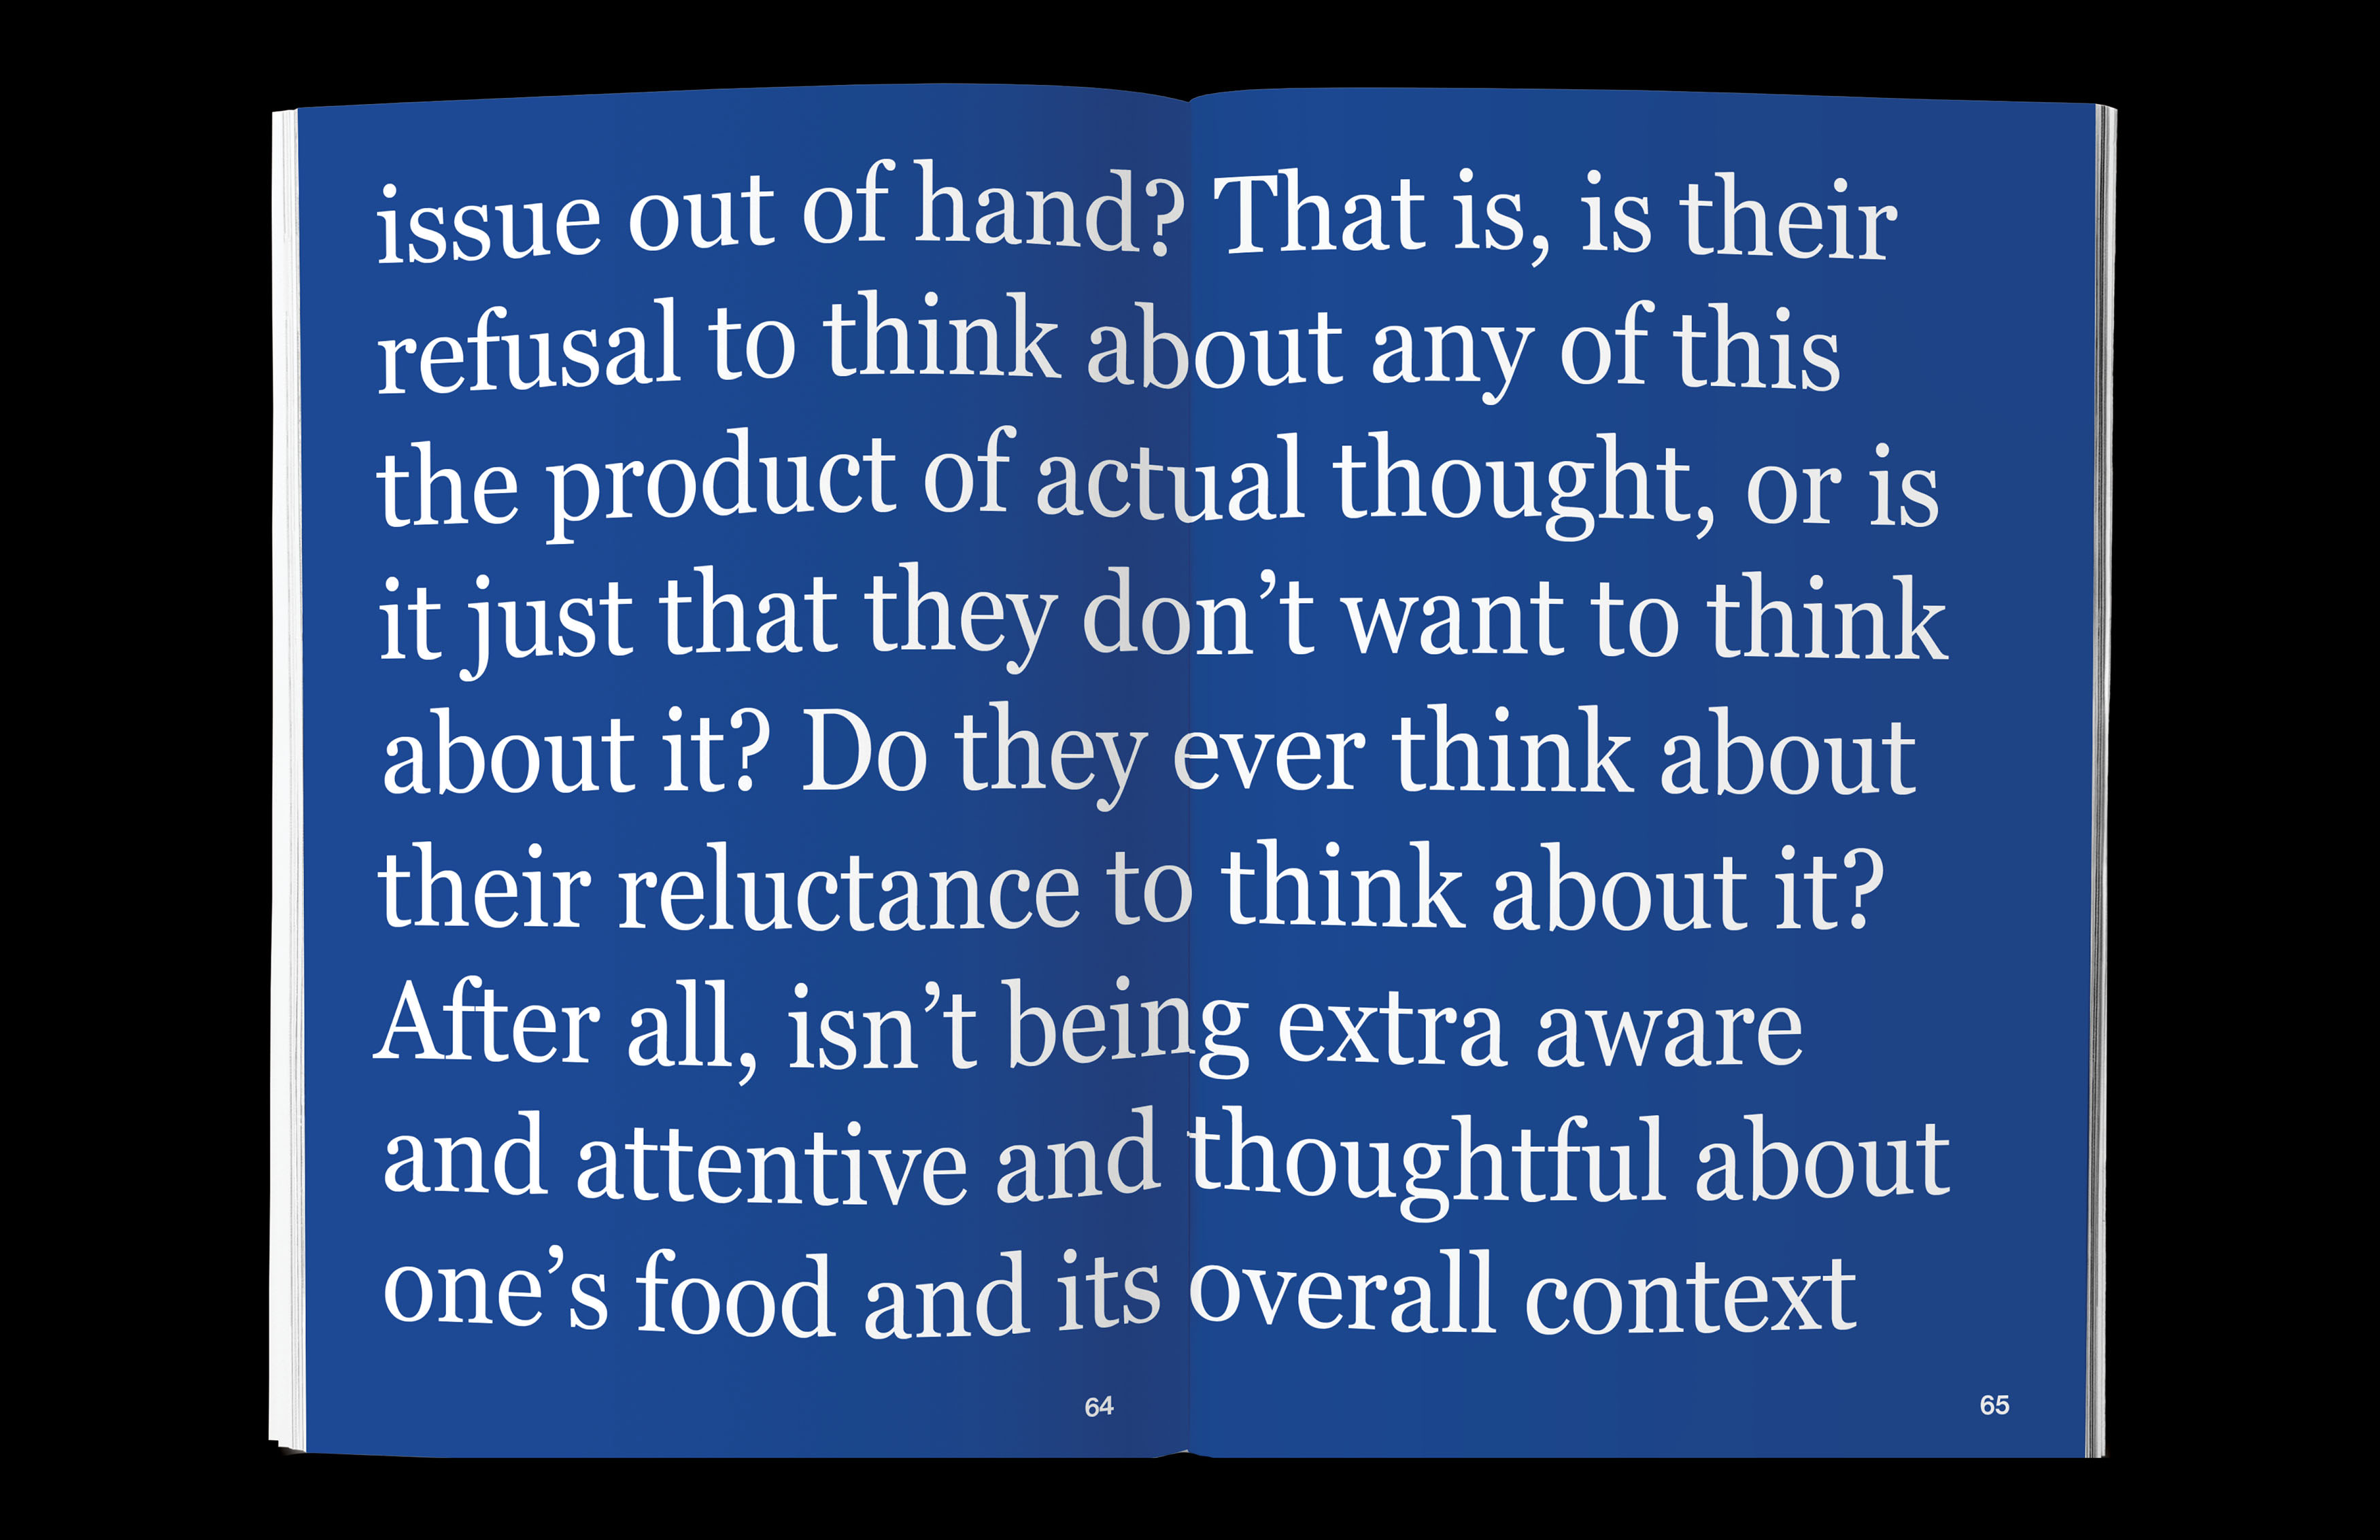 issue out of hand? That is, is their
refusal to think about any of this
the product of actual thought, or is
it just that they don’t want to think
about it? Do they ever think about
their reluctance to think about it?
After all, isn’t being extra aware
and attentive and thoughtful about
one’s food and its overall context
64
65